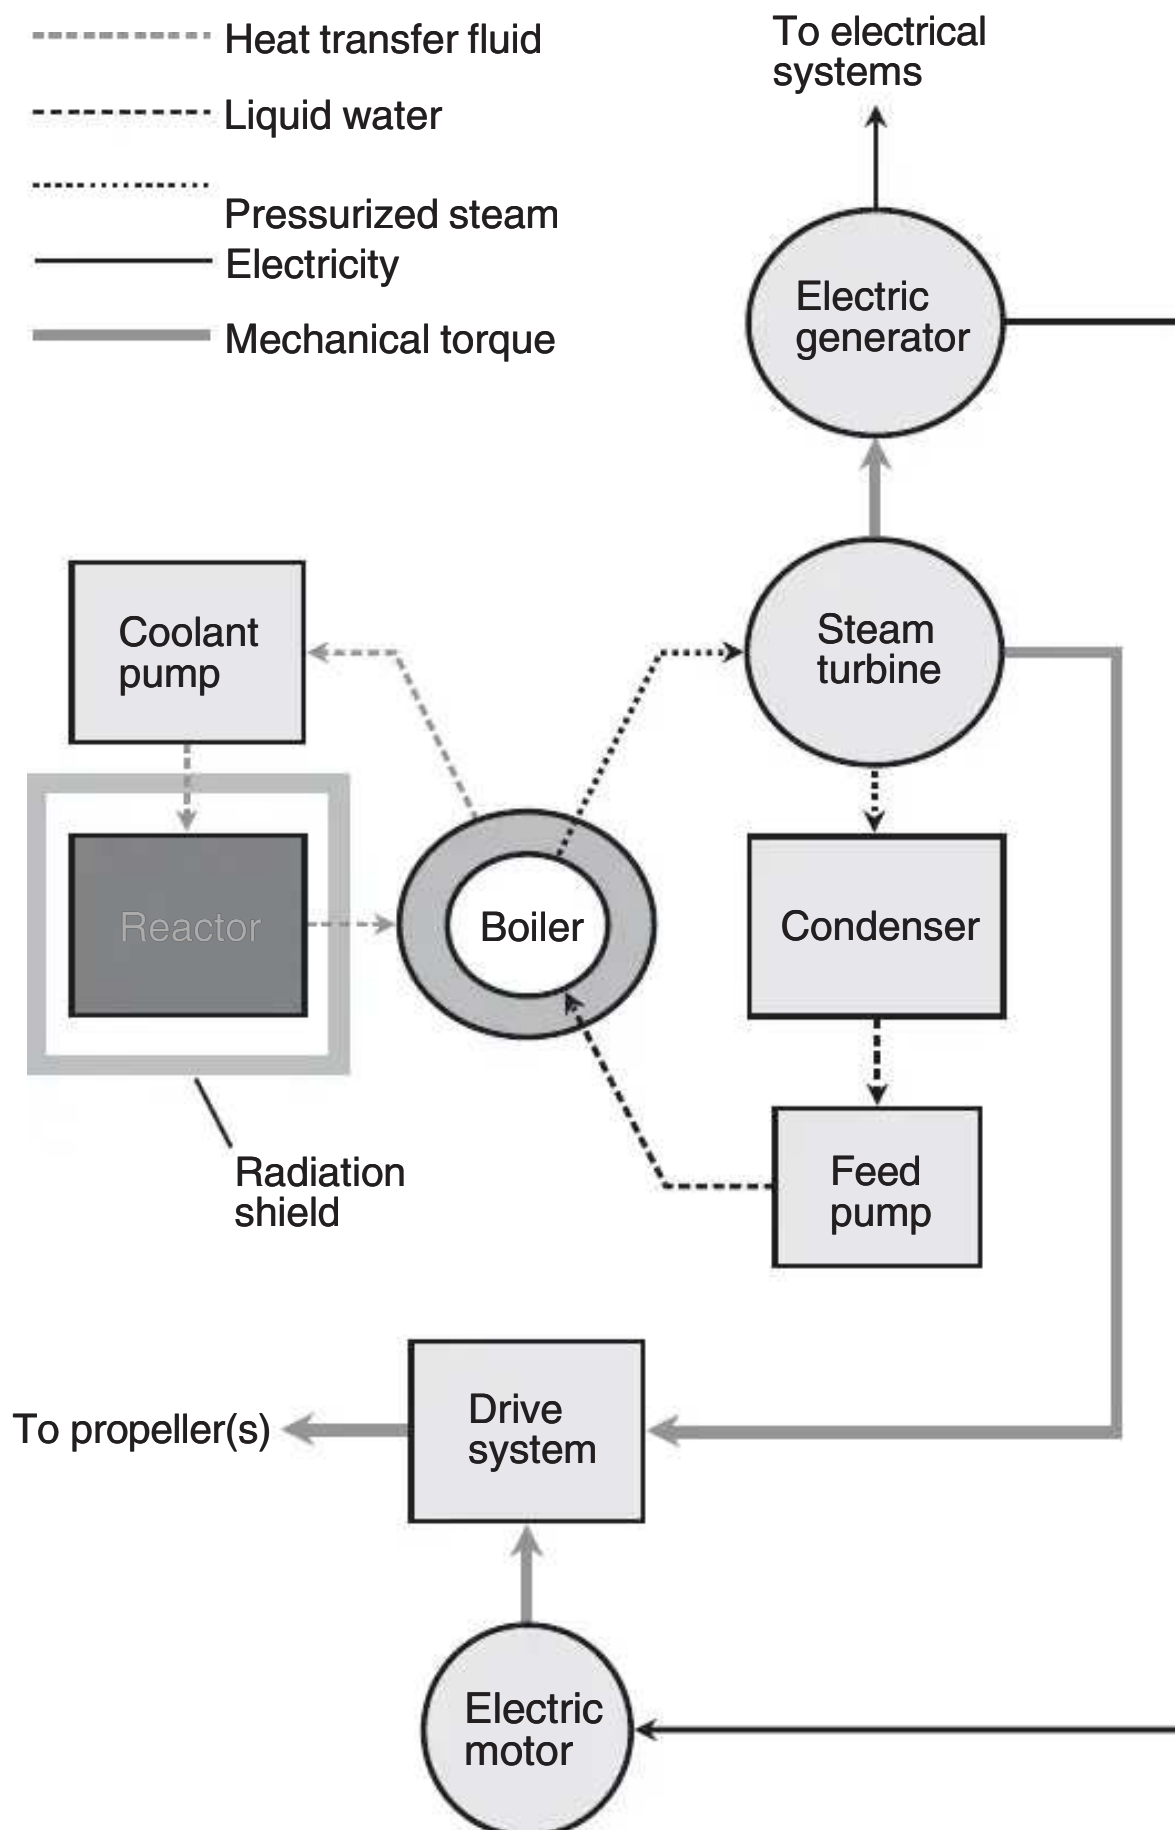 Heat transfer fluid
Liquid water
Pressurized steam
Electricity
Mechanical torque
To electrical
systems
Electric
generator
Steam
turbine
Coolant
pump
Reactor
Boiler
Condenser
Radiation
shield
Feed
pump
Drive
system
To propeller(s)
Electric
motor